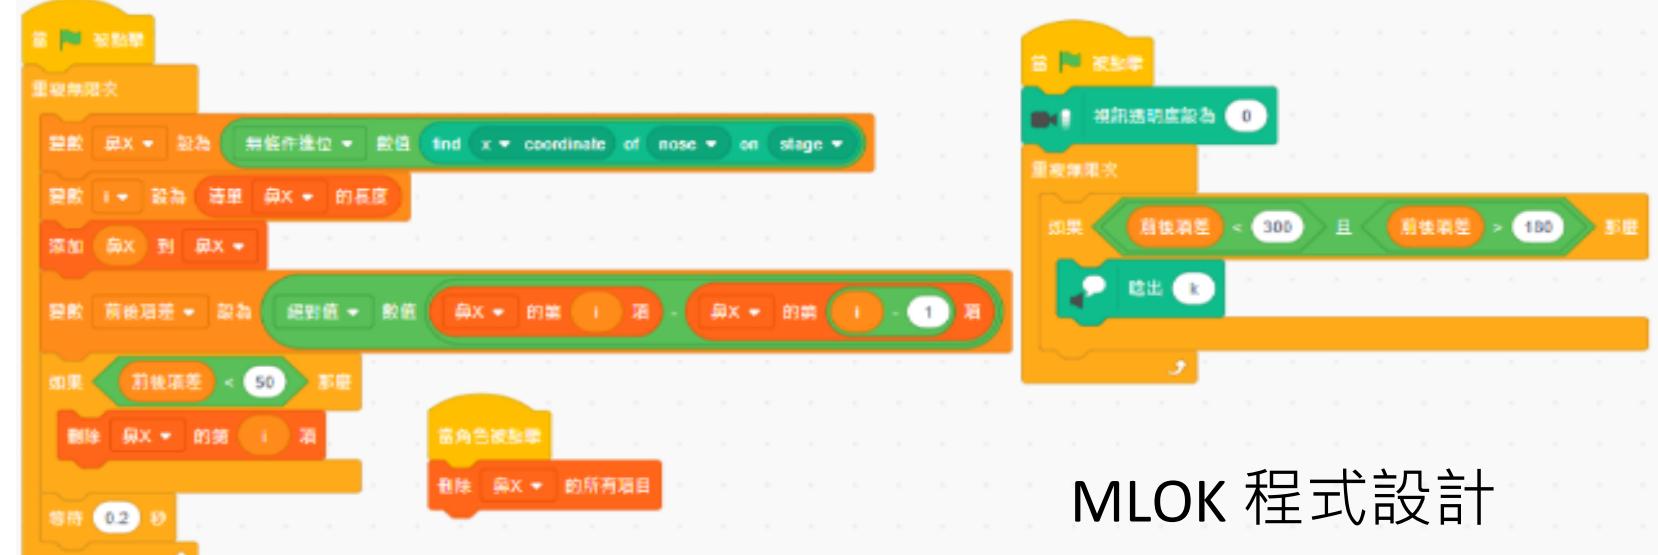 當 被點擊
重複無限次
變數 鼻X 設為 無條件進位 數值 find x coordinate of nose on stage
變數 i 設為 清單 鼻X 的長度
添加 鼻X 到 鼻X
變數 前後項差 設為 絕對值 數值 鼻X 的第 i 項 - 鼻X 的第 i - 1 項
如果 前後項差 < 50 那麼
刪除 鼻X 的第 i 項
等待 0.2 秒
當角色被點擊
刪除 鼻X 的所有項目
當 被點擊
視訊透明度設為 0
重複無限次
如果 前後項差 < 300 且 前後項差 > 180 那麼
唸出 k
MLOK 程式設計